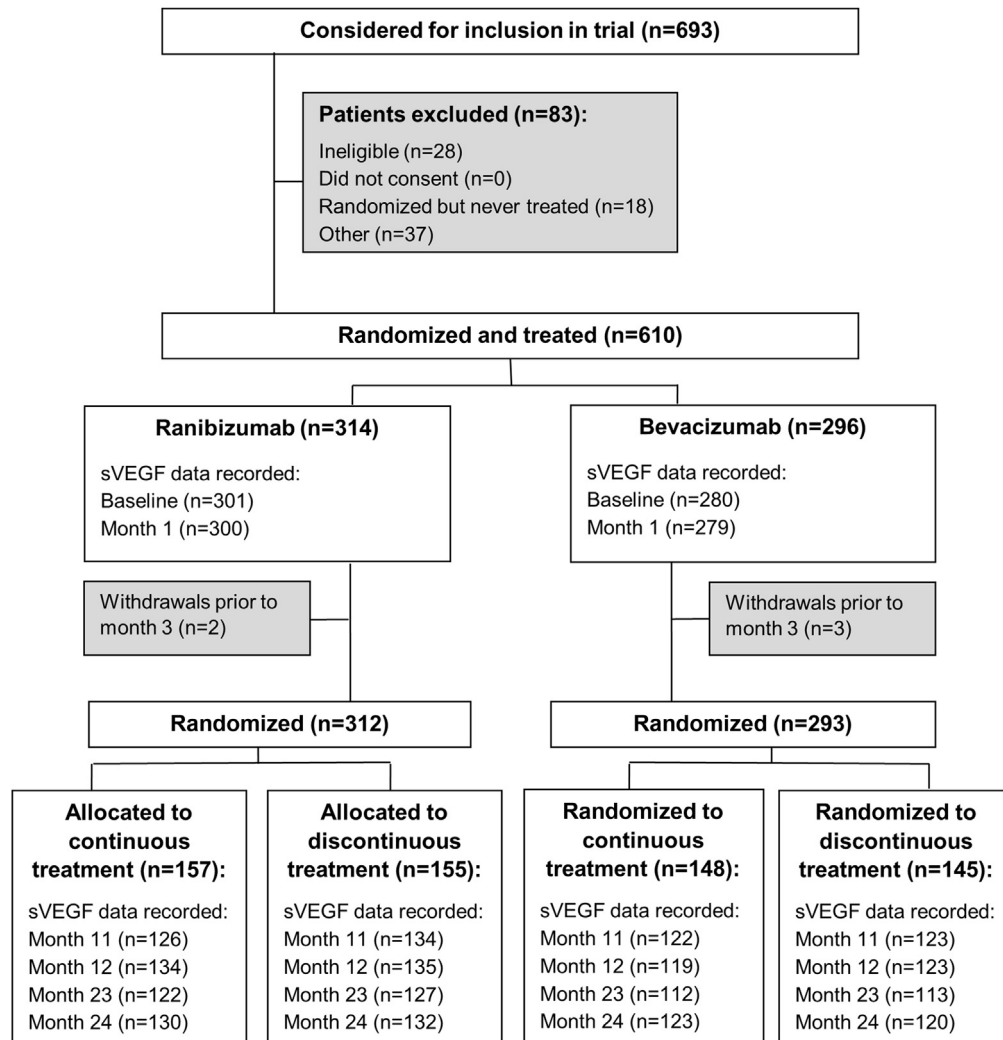 Considered for inclusion in trial (n=693)
Patients excluded (n=83):
Ineligible (n=28)
Did not consent (n=0)
Randomized but never treated (n=18)
Other (n=37)
Randomized and treated (n=610)
Ranibizumab (n=314)
sVEGF data recorded:
Baseline (n=301)
Month 1 (n=300)
Bevacizumab (n=296)
sVEGF data recorded:
Baseline (n=280)
Month 1 (n=279)
Withdrawals prior to
month 3 (n=2)
Withdrawals prior to
month 3 (n=3)
Randomized (n=312)
Randomized (n=293)
Allocated to
continuous
treatment (n=157):
sVEGF data recorded:
Month 11 (n=126)
Month 12 (n=134)
Month 23 (n=122)
Month 24 (n=130)
Allocated to
discontinuous
treatment (n=155):
sVEGF data recorded:
Month 11 (n=134)
Month 12 (n=135)
Month 23 (n=127)
Month 24 (n=132)
Randomized to
continuous
treatment (n=148):
sVEGF data recorded:
Month 11 (n=122)
Month 12 (n=119)
Month 23 (n=112)
Month 24 (n=123)
Randomized to
discontinuous
treatment (n=145):
sVEGF data recorded:
Month 11 (n=123)
Month 12 (n=123)
Month 23 (n=113)
Month 24 (n=120)